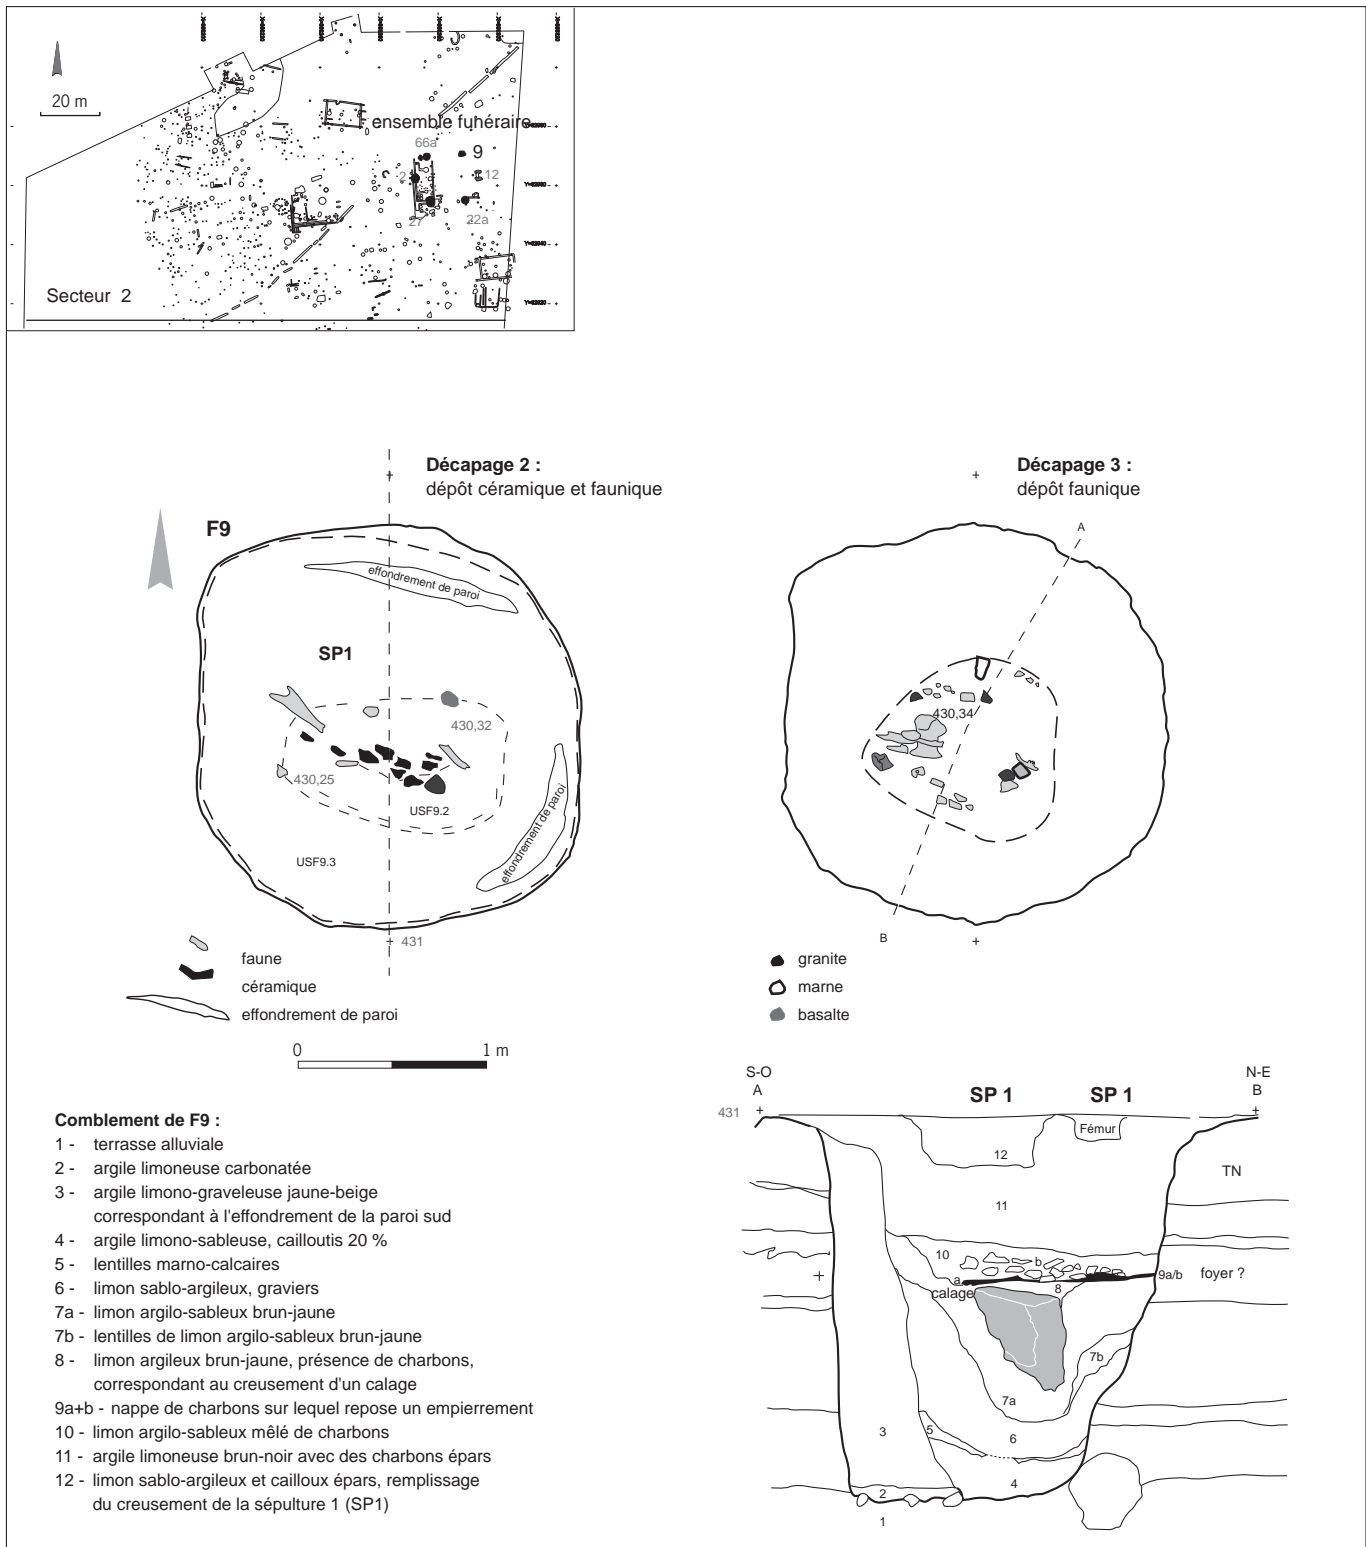 20 m
ensemble funéraire
66a
9
2
12
27
22a
Y=
Secteur 2
Décapage 2 :
dépôt céramique et faunique
Décapage 3 :
dépôt faunique
F9
A
effondrement de paroi
SP1
430,32
430,34
430,25
USF9.2
effondrement de paroi
USF9.3
B
431
faune
céramique
effondrement de paroi
granite
marne
basalte
0 1 m
S-O
A
N-E
B
SP 1
SP 1
431
Fémur
12
TN
11
10
b
a
9a/b
foyer ?
calage
8
7b
7a
3
5
6
4
2
1
Comblement de F9 :
1 - terrasse alluviale
2 - argile limoneuse carbonatée
3 - argile limono-graveleuse jaune-beige
correspondant à l'effondrement de la paroi sud
4 - argile limono-sableuse, cailloutis 20 %
5 - lentilles marno-calcaires
6 - limon sablo-argileux, graviers
7a - limon argilo-sableux brun-jaune
7b - lentilles de limon argilo-sableux brun-jaune
8 - limon argileux brun-jaune, présence de charbons,
correspondant au creusement d'un calage
9a+b - nappe de charbons sur lequel repose un empierrement
10 - limon argilo-sableux mêlé de charbons
11 - argile limoneuse brun-noir avec des charbons épars
12 - limon sablo-argileux et cailloux épars, remplissage
du creusement de la sépulture 1 (SP1)